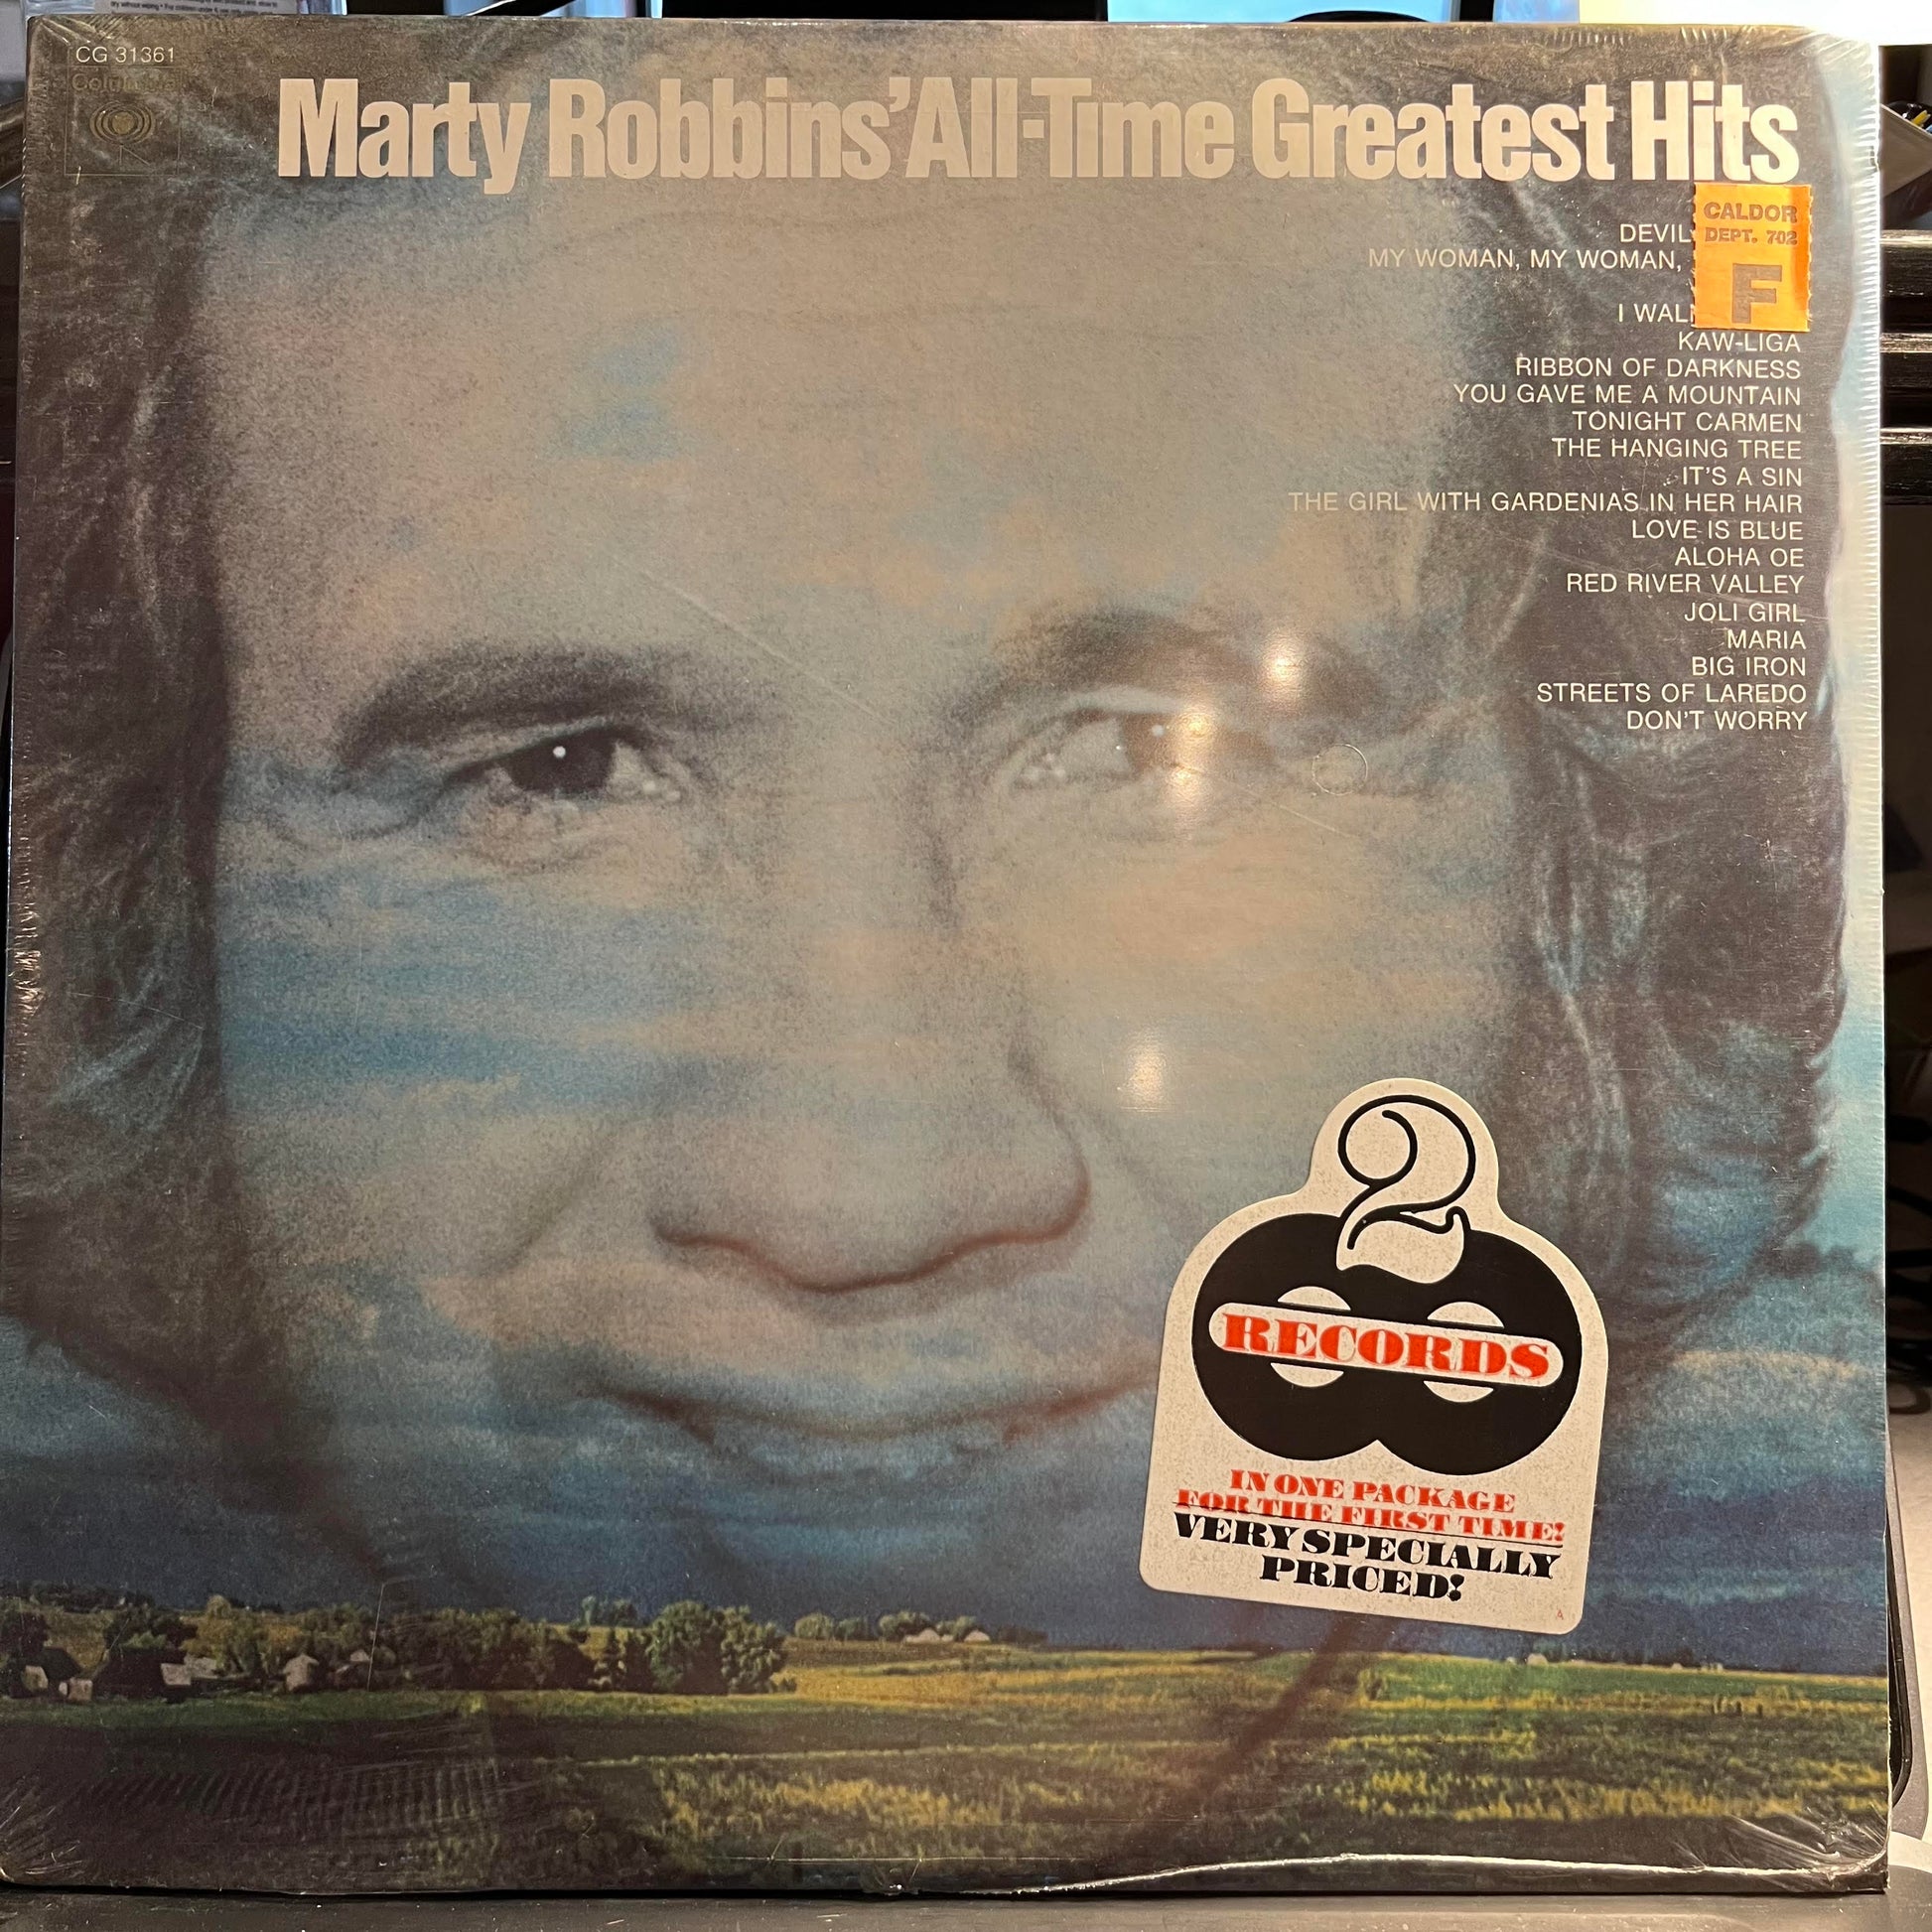 CG 31361
Columbia
Marty Robbins' All-Time Greatest Hits
CALDOR
DEPT. 702
F
DEVIL
MY WOMAN, MY WOMAN,
I WAL
KAW-LIGA
RIBBON OF DARKNESS
YOU GAVE ME A MOUNTAIN
TONIGHT CARMEN
THE HANGING TREE
IT'S A SIN
THE GIRL WITH GARDENIAS IN HER HAIR
LOVE IS BLUE
ALOHA OE
RED RIVER VALLEY
JOLI GIRL
MARIA
BIG IRON
STREETS OF LAREDO
DON'T WORRY
2
RECORDS
IN ONE PACKAGE
FOR THE FIRST TIME!
VERY SPECIALLY
PRICED!
A